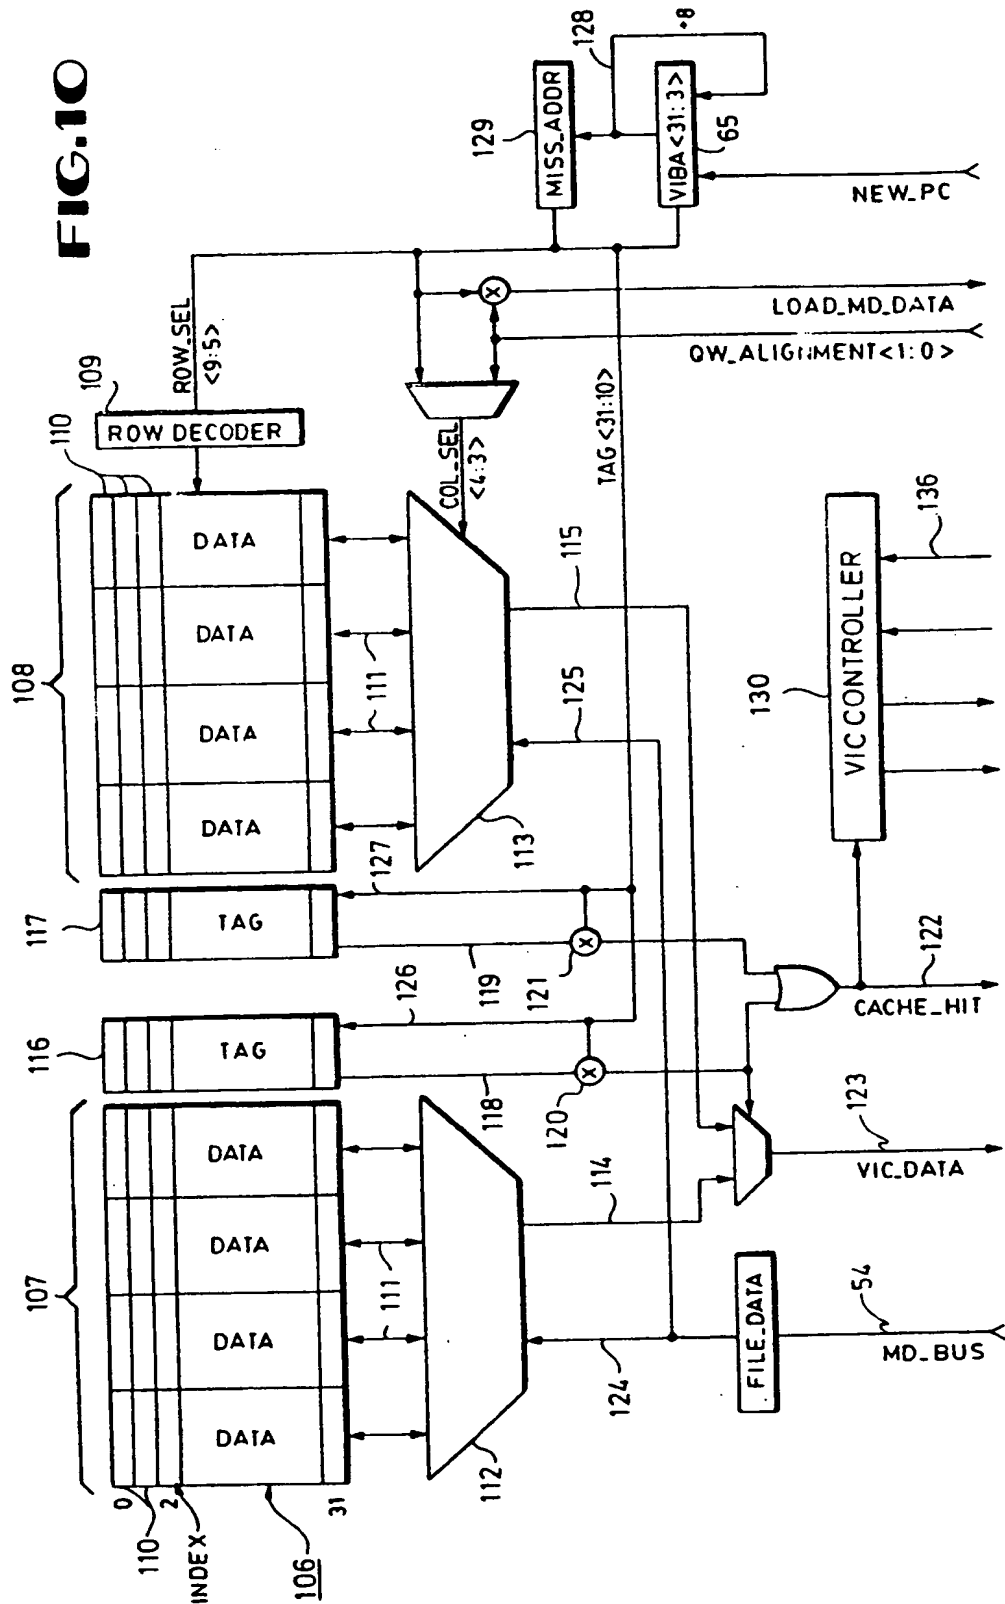 FIG.10
108
110
109
ROW DECODER
ROW_SEL
<9:5>
DATA
DATA
DATA
DATA
111
COL_SEL
<4:3>
113
115
125
129
MISS_ADDR
128
+8
VIBA<31:3>
65
NEW_PC
LOAD_MD_DATA
QW_ALIGNMENT<1:0>
TAG<31:10>
117
TAG
127
119
121
116
TAG
126
118
120
X
X
X
107
DATA
DATA
DATA
DATA
0
2
31
110
INDEX
106
111
112
114
124
130
VIC CONTROLLER
136
122
CACHE_HIT
123
VIC_DATA
FILE_DATA
54
MD_BUS